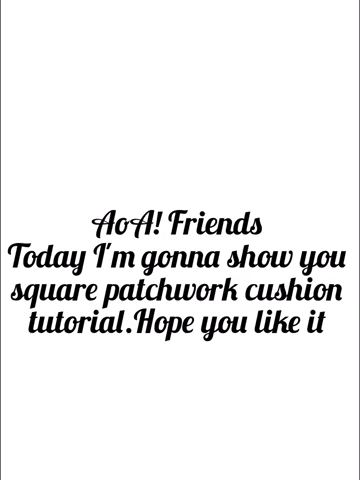 AoA! Friends
Today I'm gonna show you
square patchwork cushion
tutorial.Hope you like it